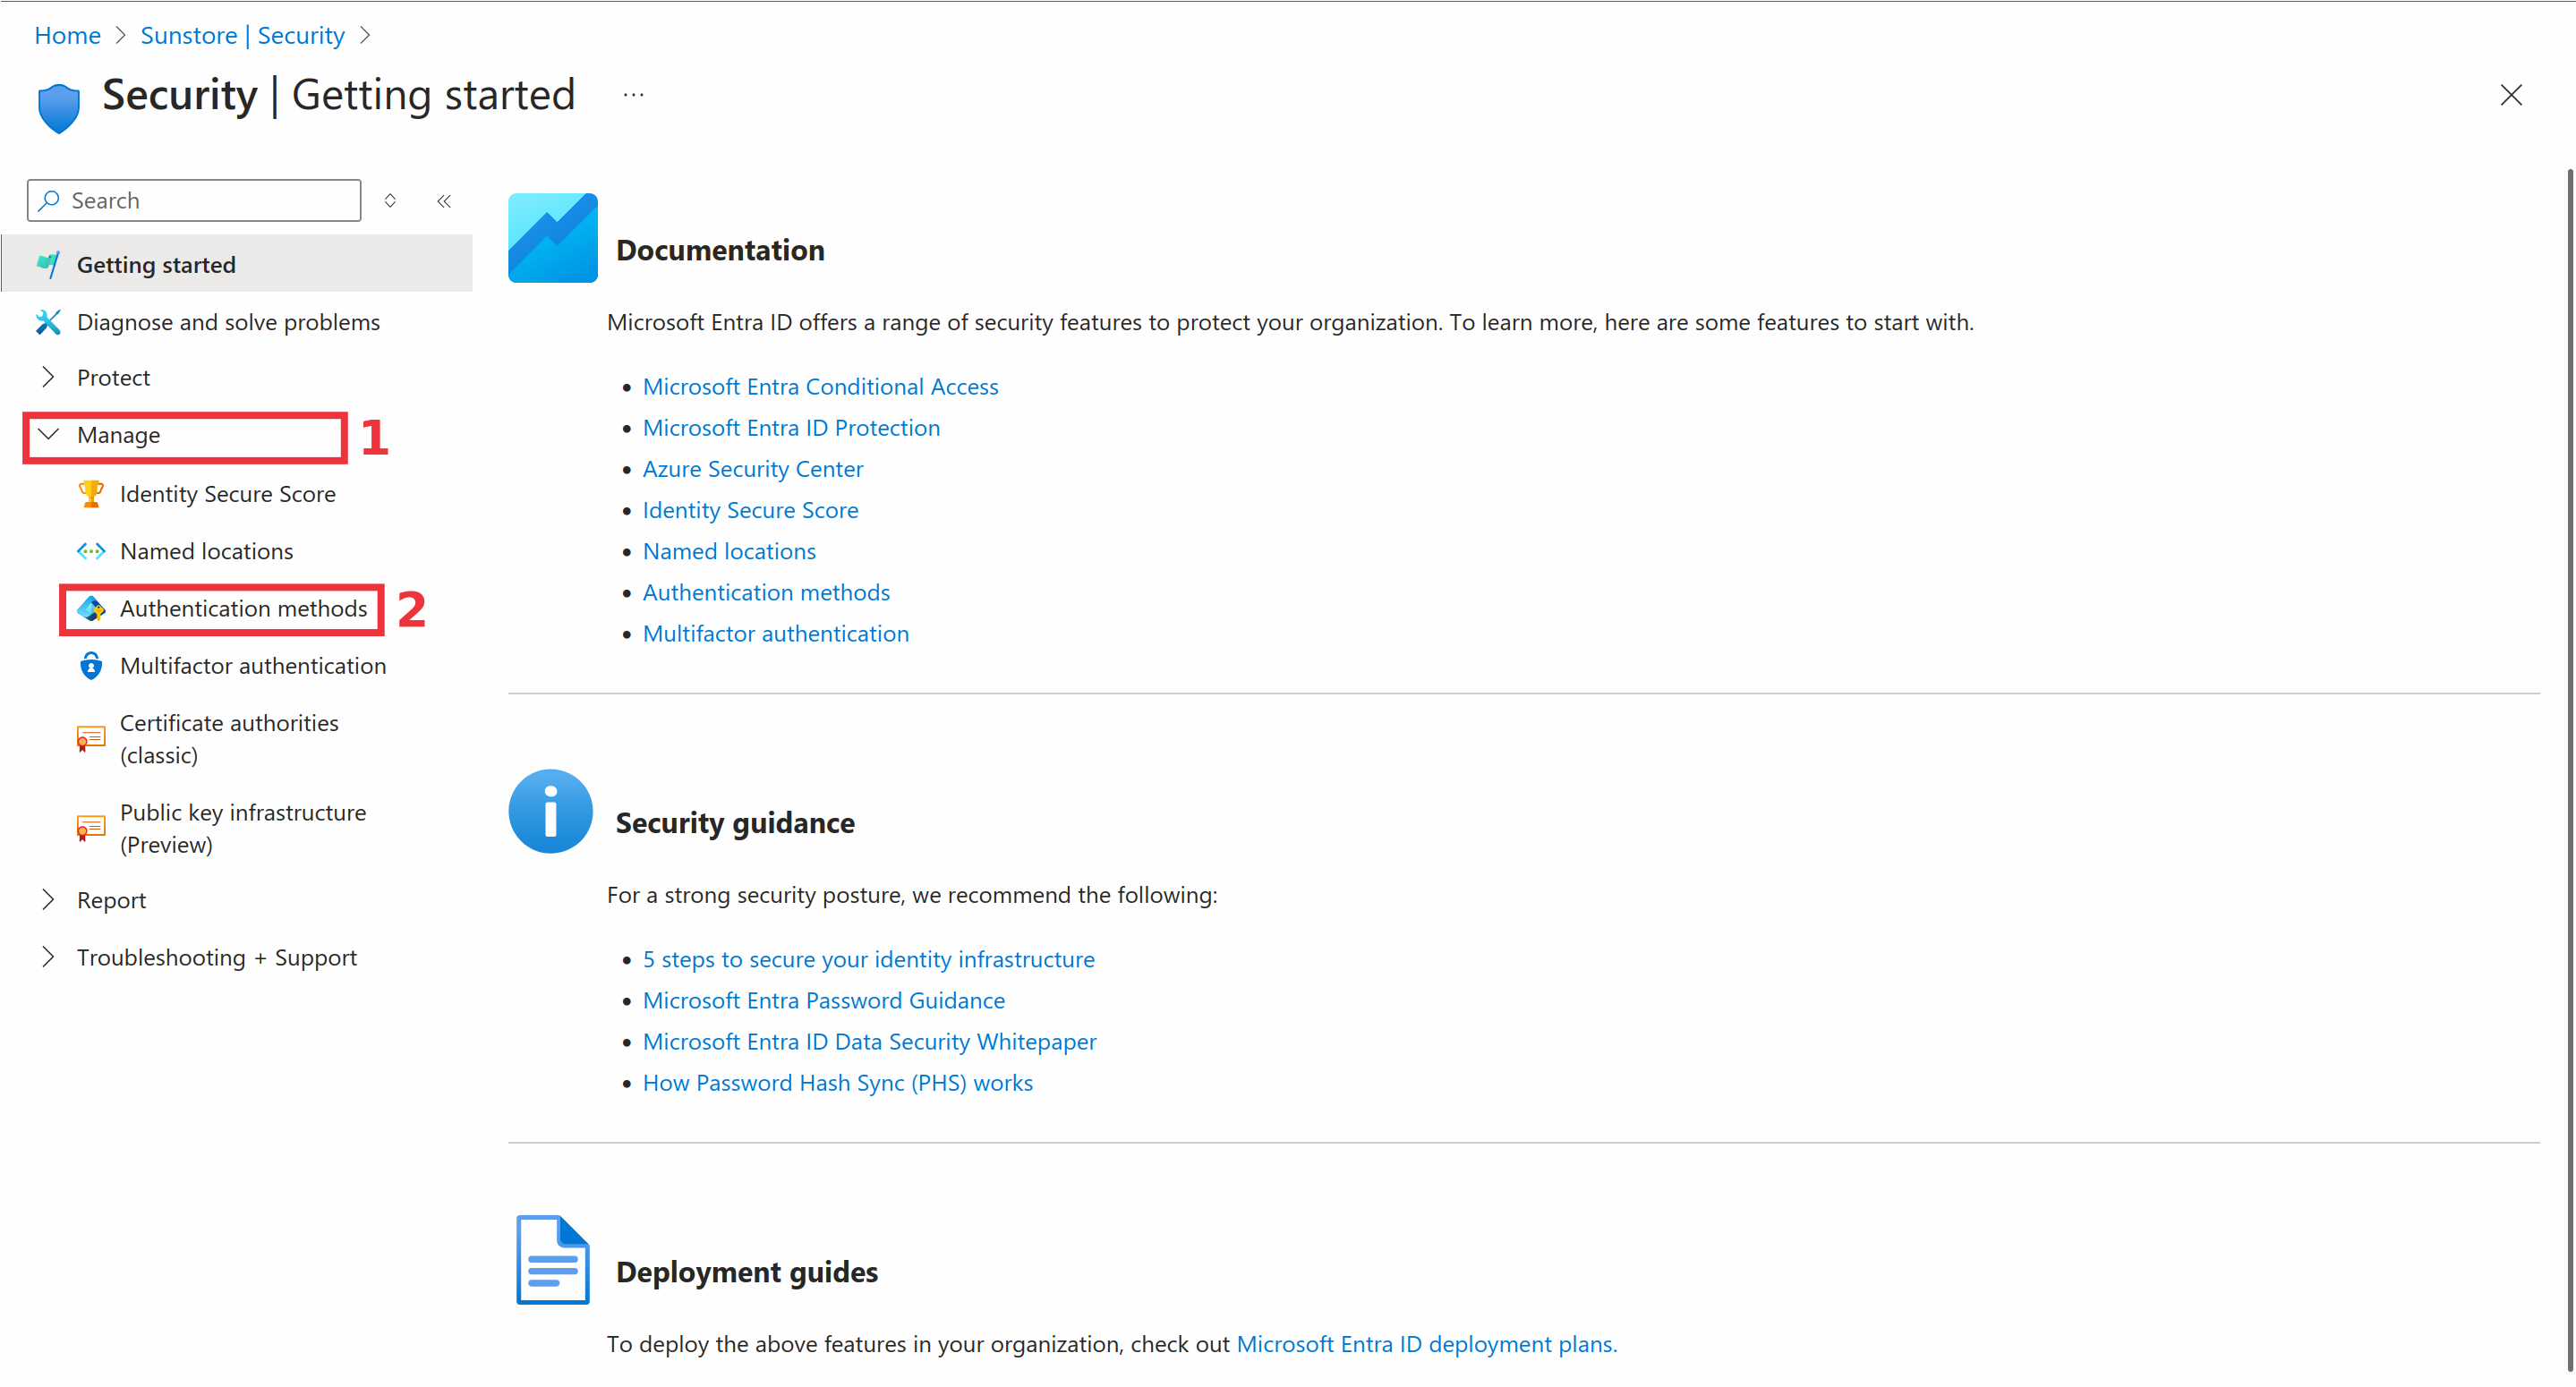 Home > Sunstore | Security >
Security | Getting started ...
Search
Getting started
Diagnose and solve problems
Protect
Manage 1
Identity Secure Score
Named locations
Authentication methods 2
Multifactor authentication
Certificate authorities
(classic)
Public key infrastructure
(Preview)
Report
Troubleshooting + Support
Documentation
Microsoft Entra ID offers a range of security features to protect your organization. To learn more, here are some features to start with.
• Microsoft Entra Conditional Access
• Microsoft Entra ID Protection
• Azure Security Center
• Identity Secure Score
• Named locations
• Authentication methods
• Multifactor authentication
Security guidance
For a strong security posture, we recommend the following:
• 5 steps to secure your identity infrastructure
• Microsoft Entra Password Guidance
• Microsoft Entra ID Data Security Whitepaper
• How Password Hash Sync (PHS) works
Deployment guides
To deploy the above features in your organization, check out Microsoft Entra ID deployment plans.